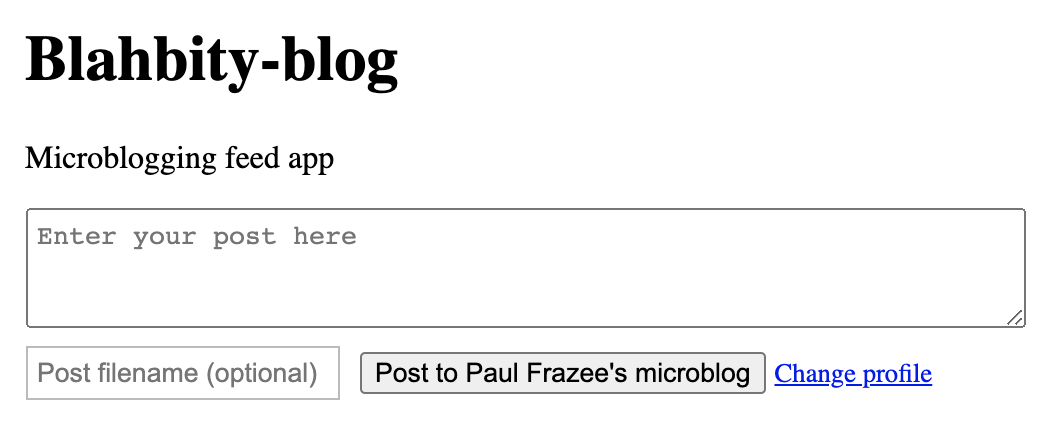 Blahbity-blog
Microblogging feed app
Enter your post here
Post filename (optional) Post to Paul Frazee's microblog Change profile